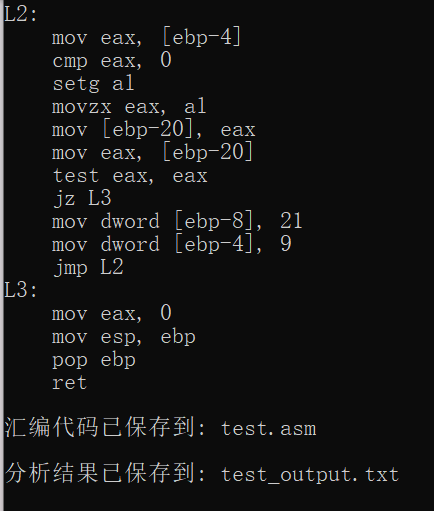 L2:
    mov eax, [ebp-4]
    cmp eax, 0
    setg al
    movzx eax, al
    mov [ebp-20], eax
    mov eax, [ebp-20]
    test eax, eax
    jz L3
    mov dword [ebp-8], 21
    mov dword [ebp-4], 9
    jmp L2
L3:
    mov eax, 0
    mov esp, ebp
    pop ebp
    ret
汇编代码已保存到: test.asm
分析结果已保存到: test_output.txt